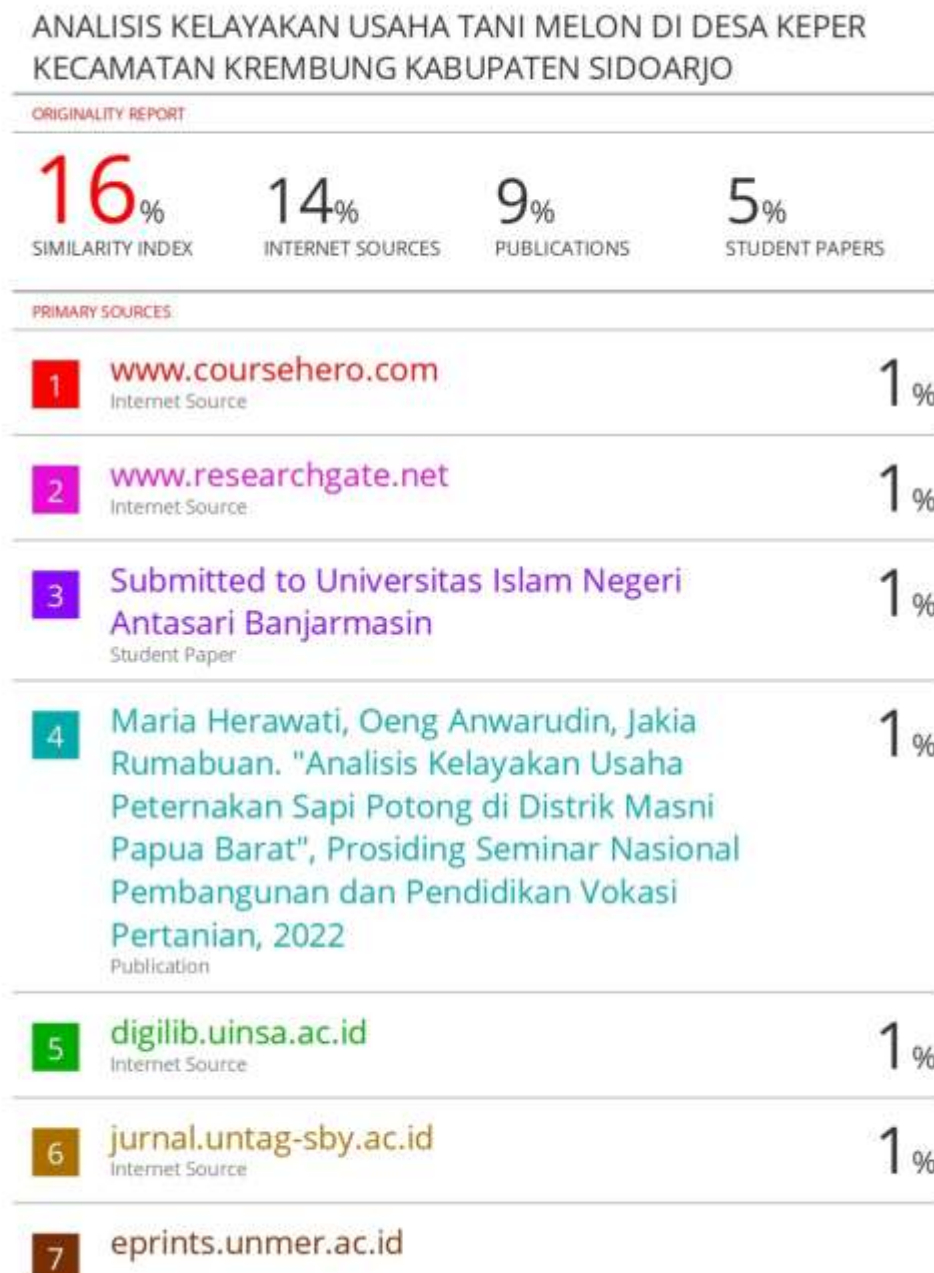 ANALISIS KELAYAKAN USAHA TANI MELON DI DESA KEPER
KECAMATAN KREMBUNG KABUPATEN SIDOARJO
ORIGINALITY REPORT
16%
SIMILARITY INDEX
14%
INTERNET SOURCES
9%
PUBLICATIONS
5%
STUDENT PAPERS
PRIMARY SOURCES
1
www.coursehero.com
Internet Source
1%
2
www.researchgate.net
Internet Source
1%
3
Submitted to Universitas Islam Negeri
Antasari Banjarmasin
Student Paper
1%
4
Maria Herawati, Oeng Anwarudin, Jakia
Rumabuan. "Analisis Kelayakan Usaha
Peternakan Sapi Potong di Distrik Masni
Papua Barat", Prosiding Seminar Nasional
Pembangunan dan Pendidikan Vokasi
Pertanian, 2022
Publication
1%
5
digilib.uinsa.ac.id
Internet Source
1%
6
jurnal.untag-sby.ac.id
Internet Source
1%
7
eprints.unmer.ac.id